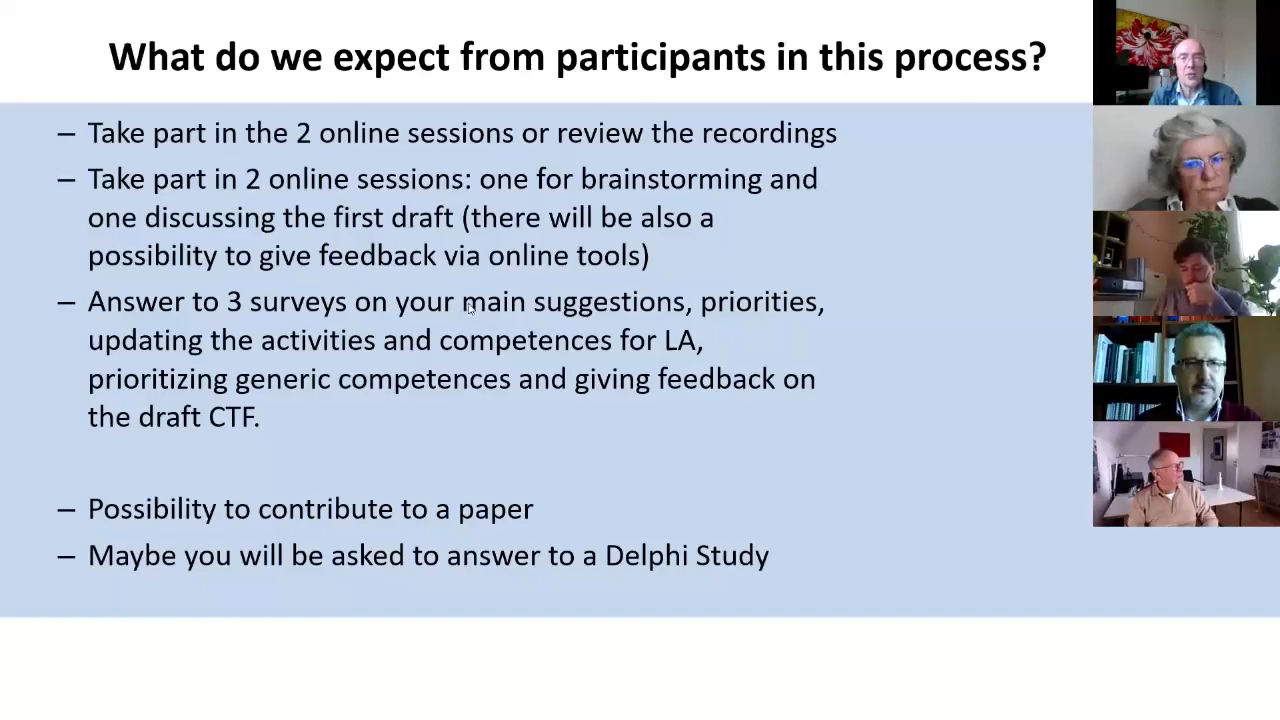 What do we expect from participants in this process?
– Take part in the 2 online sessions or review the recordings
– Take part in 2 online sessions: one for brainstorming and
one discussing the first draft (there will be also a
possibility to give feedback via online tools)
– Answer to 3 surveys on your main suggestions, priorities,
updating the activities and competences for LA,
prioritizing generic competences and giving feedback on
the draft CTF.
– Possibility to contribute to a paper
– Maybe you will be asked to answer to a Delphi Study